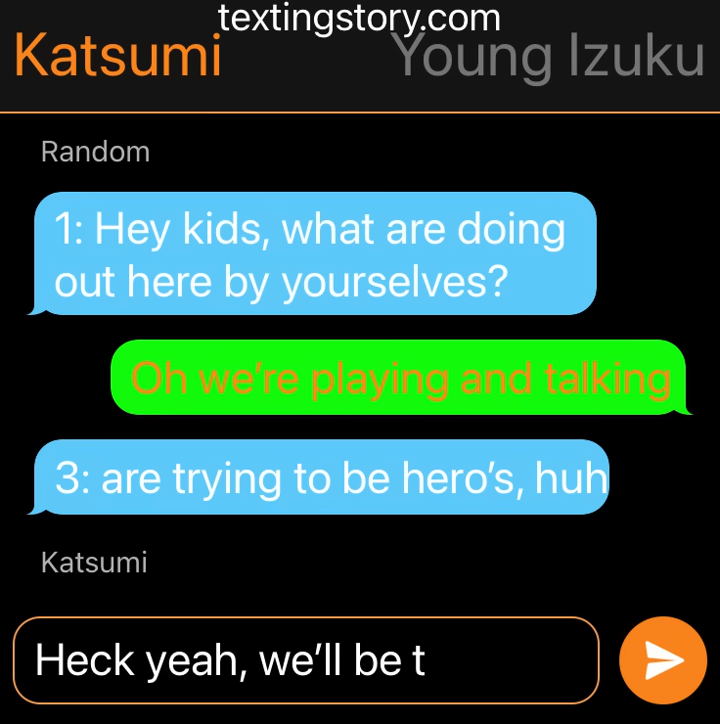 textingstory.com
Katsumi Young Izuku
Random
1: Hey kids, what are doing
out here by yourselves?
Oh we’re playing and talking
3: are trying to be hero’s, huh
Katsumi
Heck yeah, we’ll be t